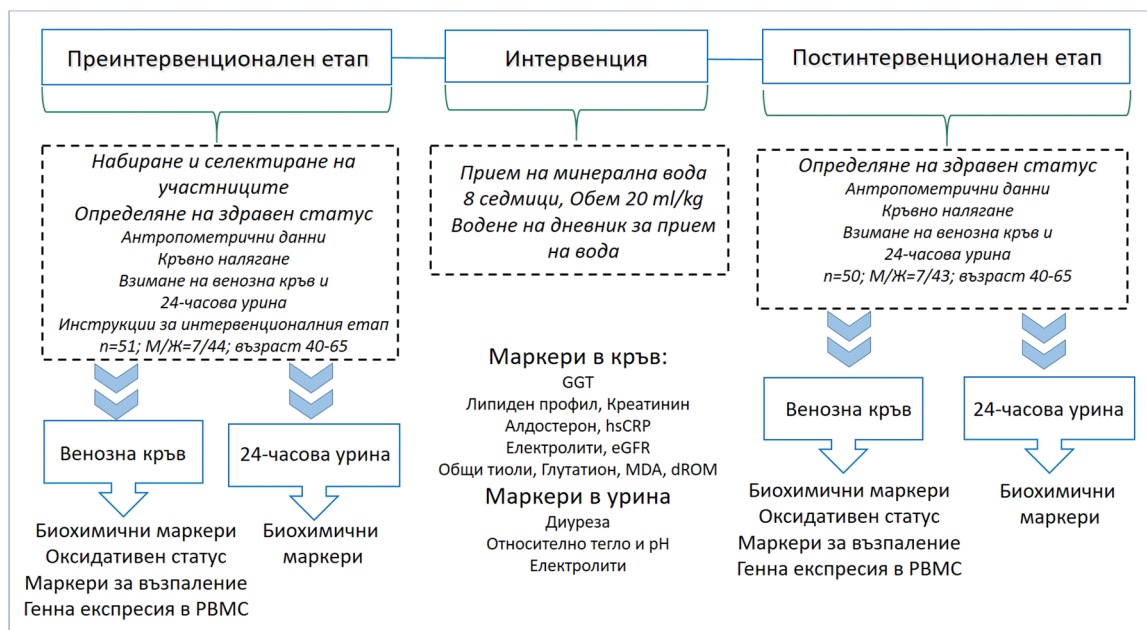 Преинтервенционален етап
Интервенция
Постинтервенционален етап
Набиране и селектиране на
участниците
Определяне на здравен статус
Антропометрични данни
Кръвно налягане
Взимане на венозна кръв и
24-часова урина
Инструкции за интервенционалния етап
n=51; М/Ж=7/44; възраст 40-65
Прием на минерална вода
8 седмици, Обем 20 ml/kg
Водене на дневник за прием
на вода
Определяне на здравен статус
Антропометрични данни
Кръвно налягане
Взимане на венозна кръв и
24-часова урина
n=50; М/Ж=7/43; възраст 40-65
Венозна кръв
24-часова урина
Биохимични маркери
Оксидативен статус
Маркери за възпаление
Генна експресия в PBMC
Биохимични
маркери
Маркери в кръв:
GGT
Липиден профил, Креатинин
Алдостерон, hsCRP
Електролити, eGFR
Общи тиоли, Глутатион, MDA, dROM
Маркери в урина
Диуреза
Относително тегло и pH
Електролити
Венозна кръв
24-часова урина
Биохимични маркери
Оксидативен статус
Маркери за възпаление
Генна експресия в PBMC
Биохимични
маркери